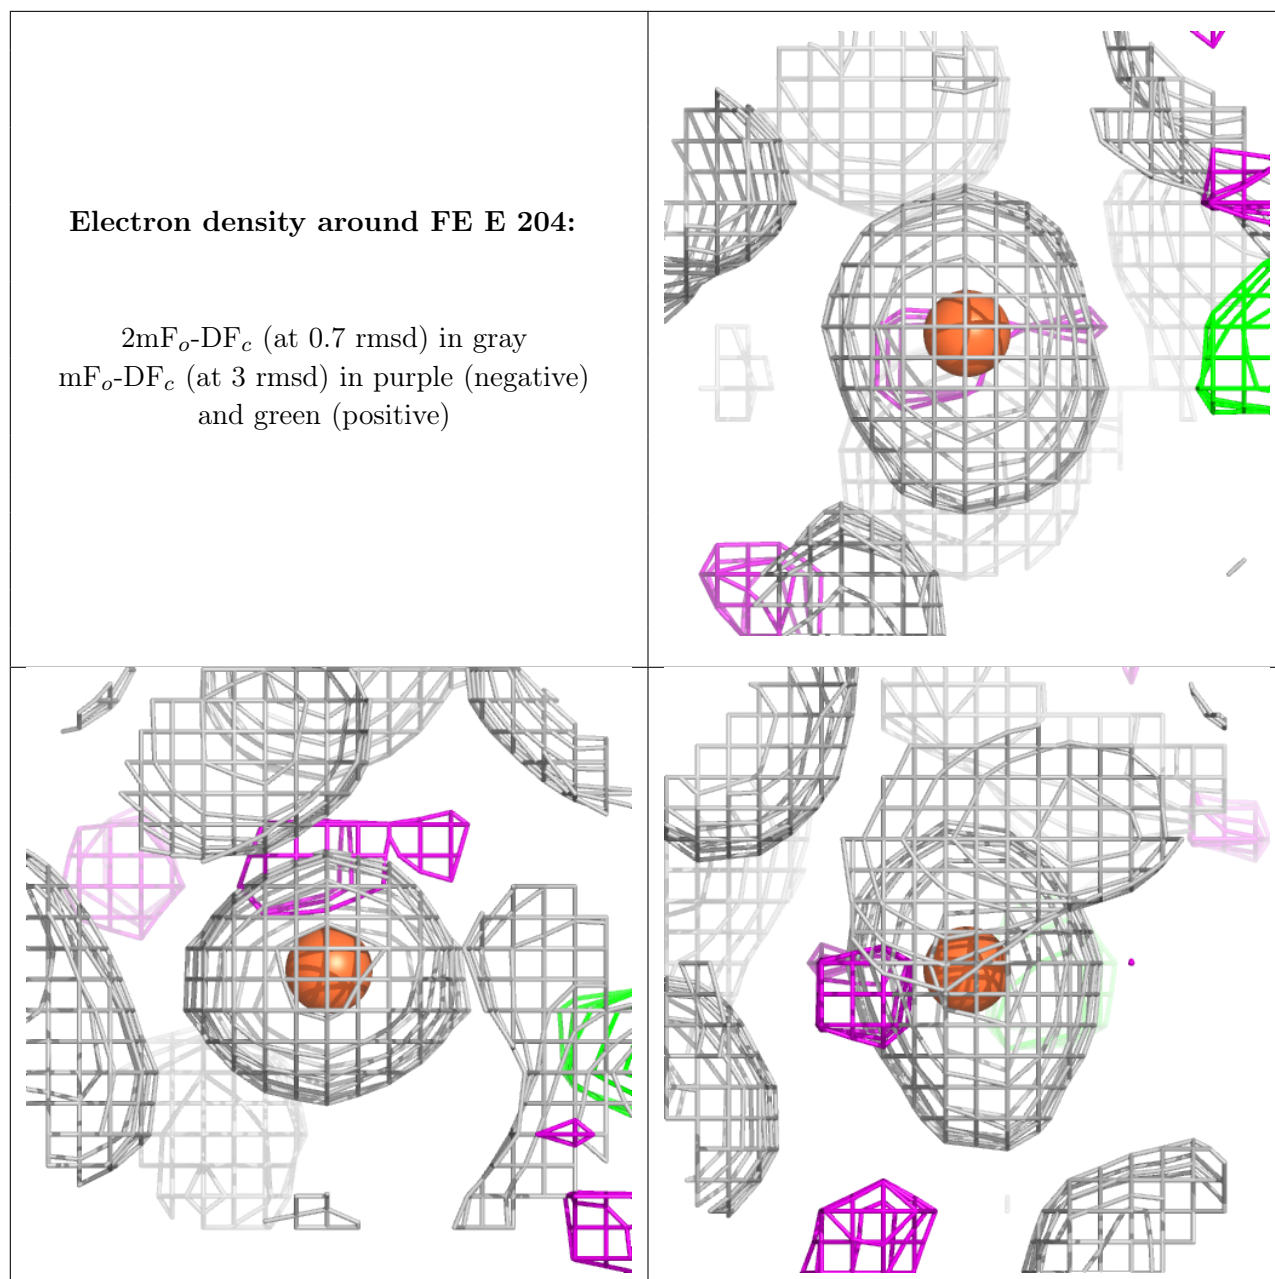 Electron density around FE E 204:
2mFo-DFc (at 0.7 rmsd) in gray
mFo-DFc (at 3 rmsd) in purple (negative)
and green (positive)